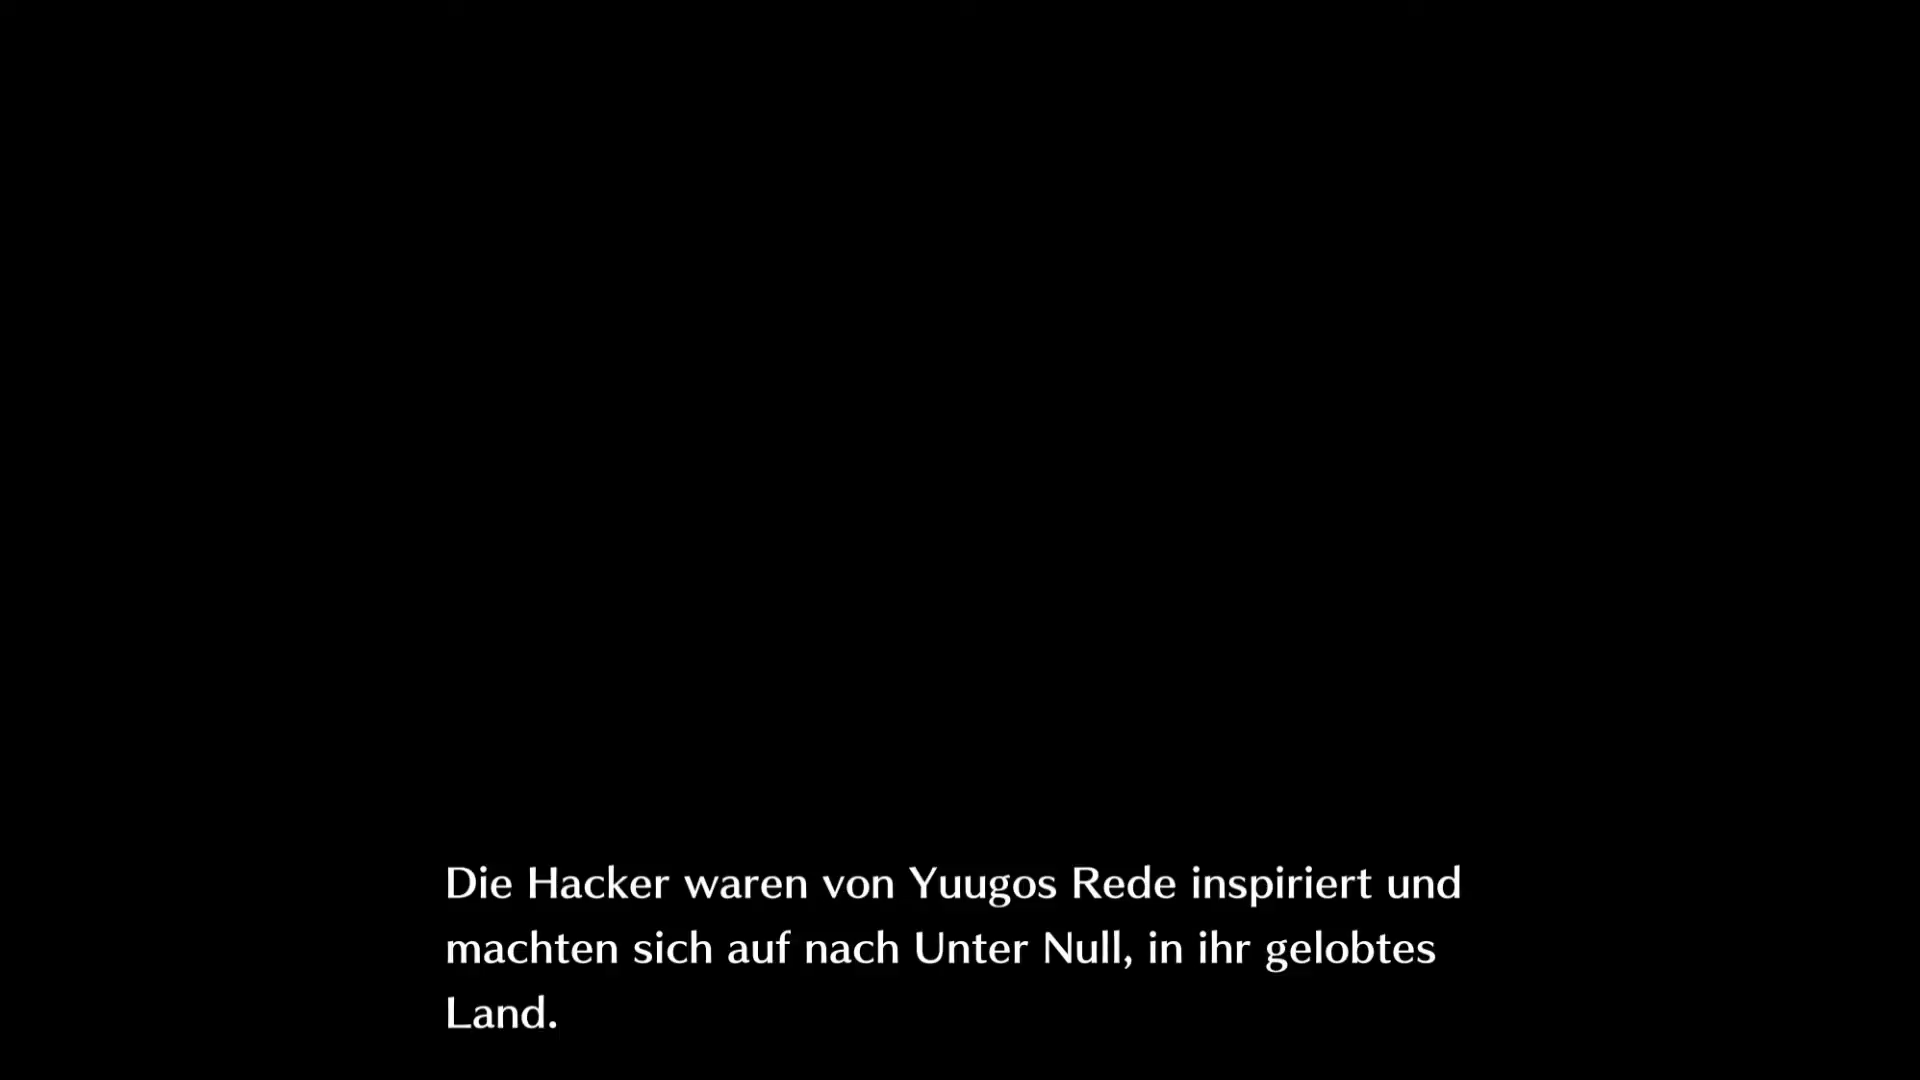 Die Hacker waren von Yuugos Rede inspiriert und
machten sich auf nach Unter Null, in ihr gelobtes
Land.